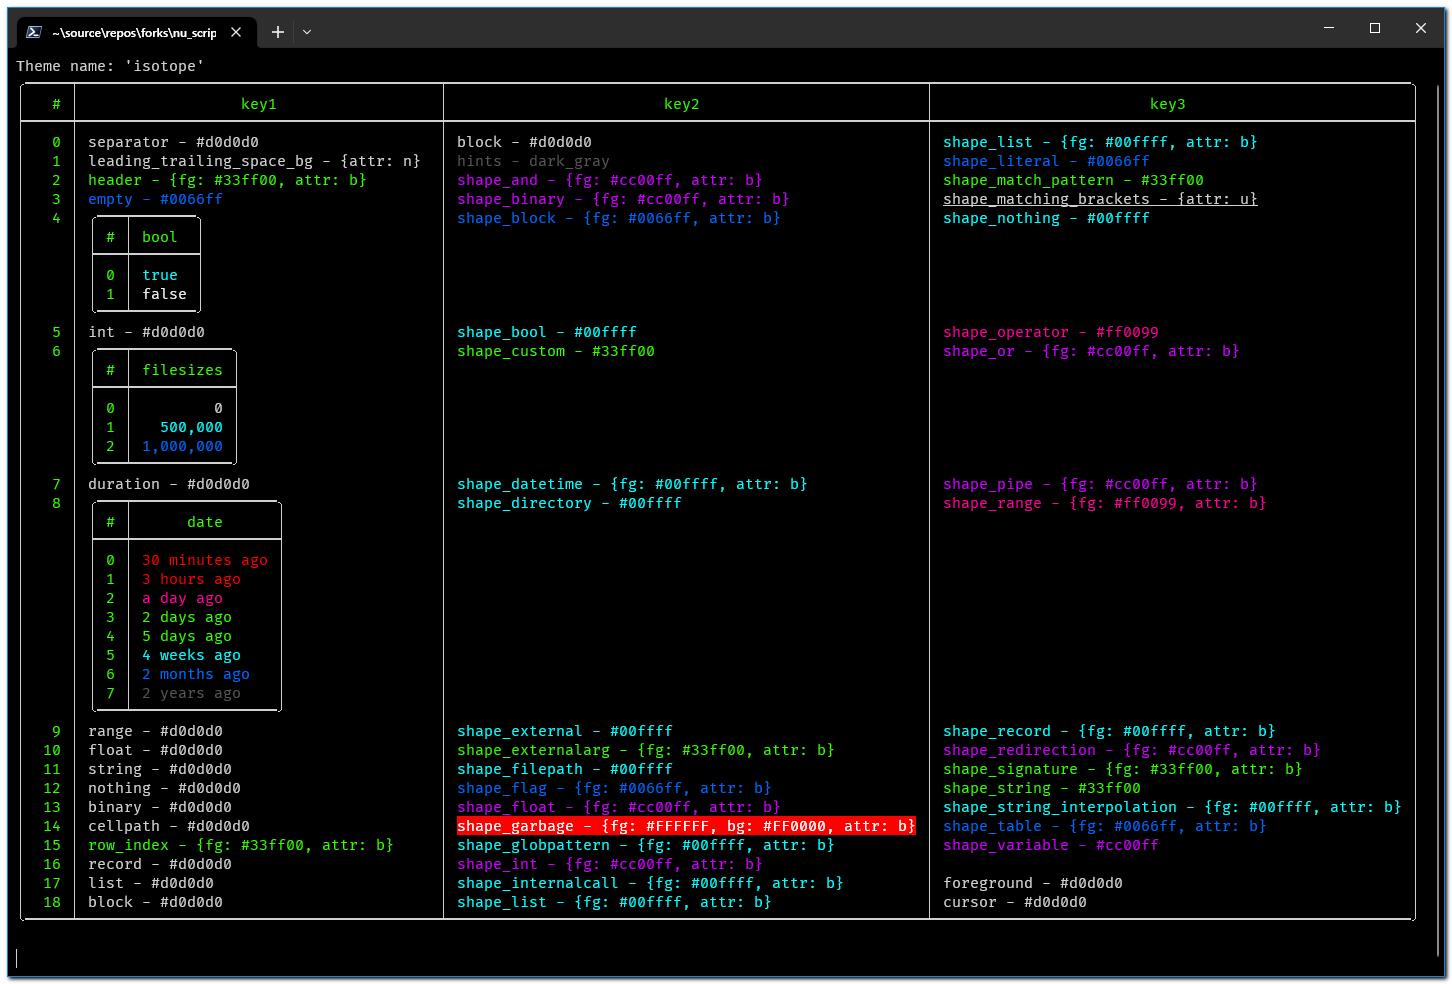 ~\source\repos\forks\nu_scrip
Theme name: 'isotope'
# key1 key2 key3
0 separator - #d0d0d0 block - #d0d0d0 shape_list - {fg: #00ffff, attr: b}
1 leading_trailing_space_bg - {attr: n} hints - dark_gray shape_literal - #0066ff
2 header - {fg: #33ff00, attr: b} shape_and - {fg: #cc00ff, attr: b} shape_match_pattern - #33ff00
3 empty - #0066ff shape_binary - {fg: #cc00ff, attr: b} shape_matching_brackets - {attr: u}
4 shape_block - {fg: #0066ff, attr: b} shape_nothing - #00ffff
# bool
0 true
1 false
5 int - #d0d0d0 shape_bool - #00ffff shape_operator - #ff0099
6 shape_custom - #33ff00 shape_or - {fg: #cc00ff, attr: b}
# filesizes
0 0
1 500,000
2 1,000,000
7 duration - #d0d0d0 shape_datetime - {fg: #00ffff, attr: b} shape_pipe - {fg: #cc00ff, attr: b}
8 shape_directory - #00ffff shape_range - {fg: #ff0099, attr: b}
# date
0 30 minutes ago
1 3 hours ago
2 a day ago
3 2 days ago
4 5 days ago
5 4 weeks ago
6 2 months ago
7 2 years ago
9 range - #d0d0d0 shape_external - #00ffff shape_record - {fg: #00ffff, attr: b}
10 float - #d0d0d0 shape_externalarg - {fg: #33ff00, attr: b} shape_redirection - {fg: #cc00ff, attr: b}
11 string - #d0d0d0 shape_filepath - #00ffff shape_signature - {fg: #33ff00, attr: b}
12 nothing - #d0d0d0 shape_flag - {fg: #0066ff, attr: b} shape_string - #33ff00
13 binary - #d0d0d0 shape_float - {fg: #cc00ff, attr: b} shape_string_interpolation - {fg: #00ffff, attr: b}
14 cellpath - #d0d0d0 shape_garbage - {fg: #FFFFFF, bg: #FF0000, attr: b} shape_table - {fg: #0066ff, attr: b}
15 row_index - {fg: #33ff00, attr: b} shape_globpattern - {fg: #00ffff, attr: b} shape_variable - #cc00ff
16 record - #d0d0d0 shape_int - {fg: #cc00ff, attr: b}
17 list - #d0d0d0 shape_internalcall - {fg: #00ffff, attr: b} foreground - #d0d0d0
18 block - #d0d0d0 shape_list - {fg: #00ffff, attr: b} cursor - #d0d0d0